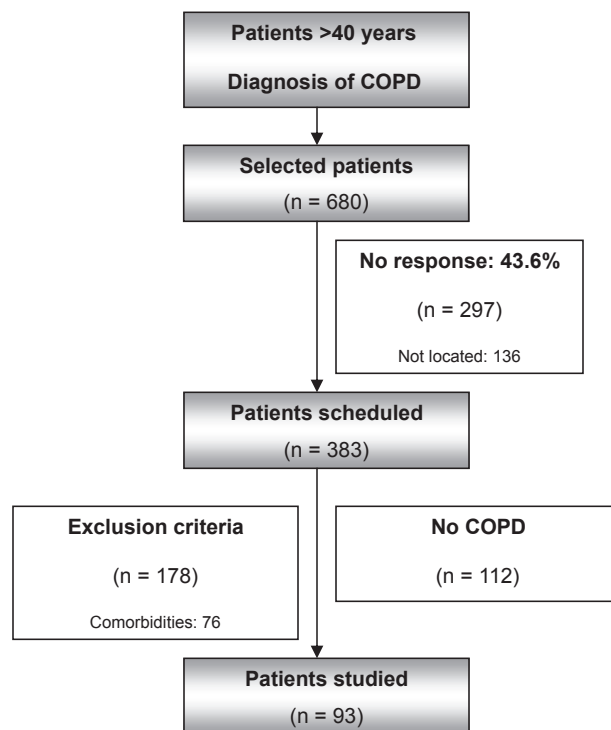 Patients >40 years
Diagnosis of COPD
Selected patients
(n = 680)
No response: 43.6%
(n = 297)
Not located: 136
Patients scheduled
(n = 383)
Exclusion criteria
(n = 178)
Comorbidities: 76
No COPD
(n = 112)
Patients studied
(n = 93)